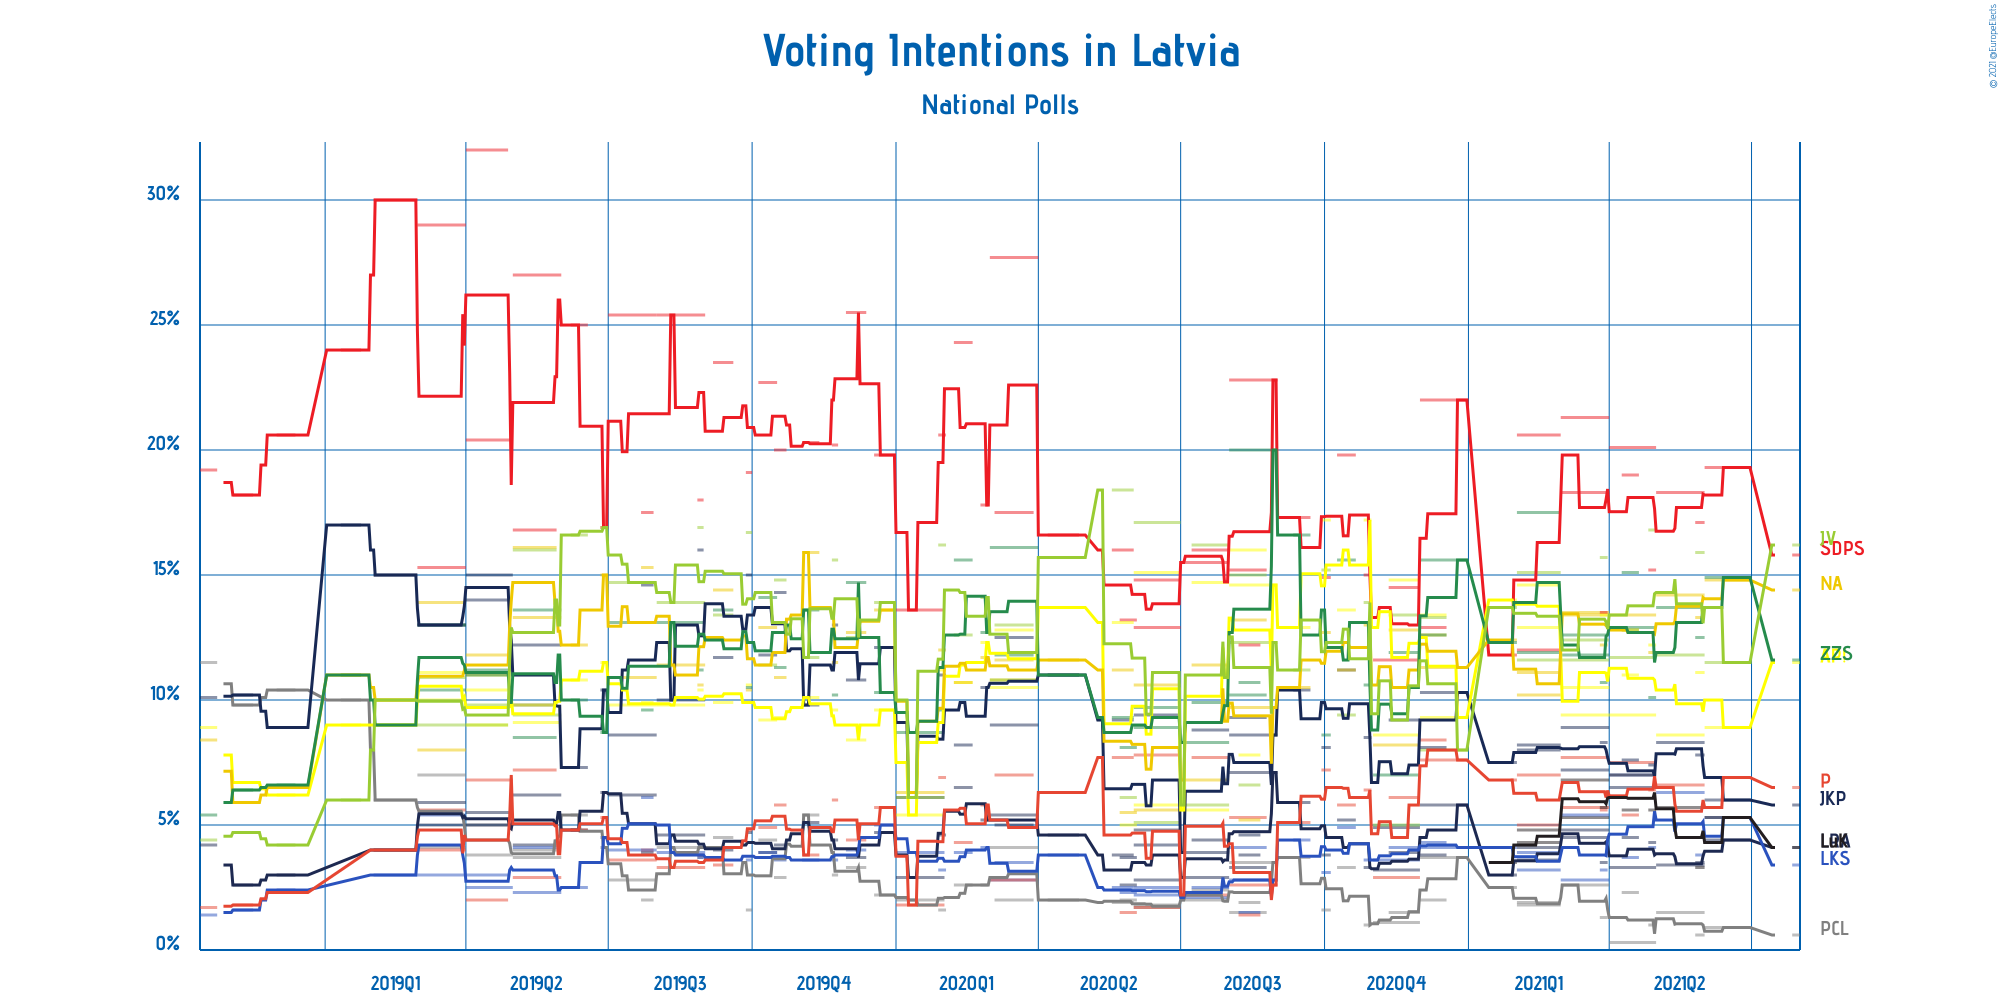 © 2021 @EuropeElects
Voting Intentions in Latvia
National Polls
30%
25%
20%
15%
10%
5%
0%
JV
SDPS
NA
ZZS
P
JKP
LKS
PCL
2019Q1
2019Q2
2019Q3
2019Q4
2020Q1
2020Q2
2020Q3
2020Q4
2021Q1
2021Q2